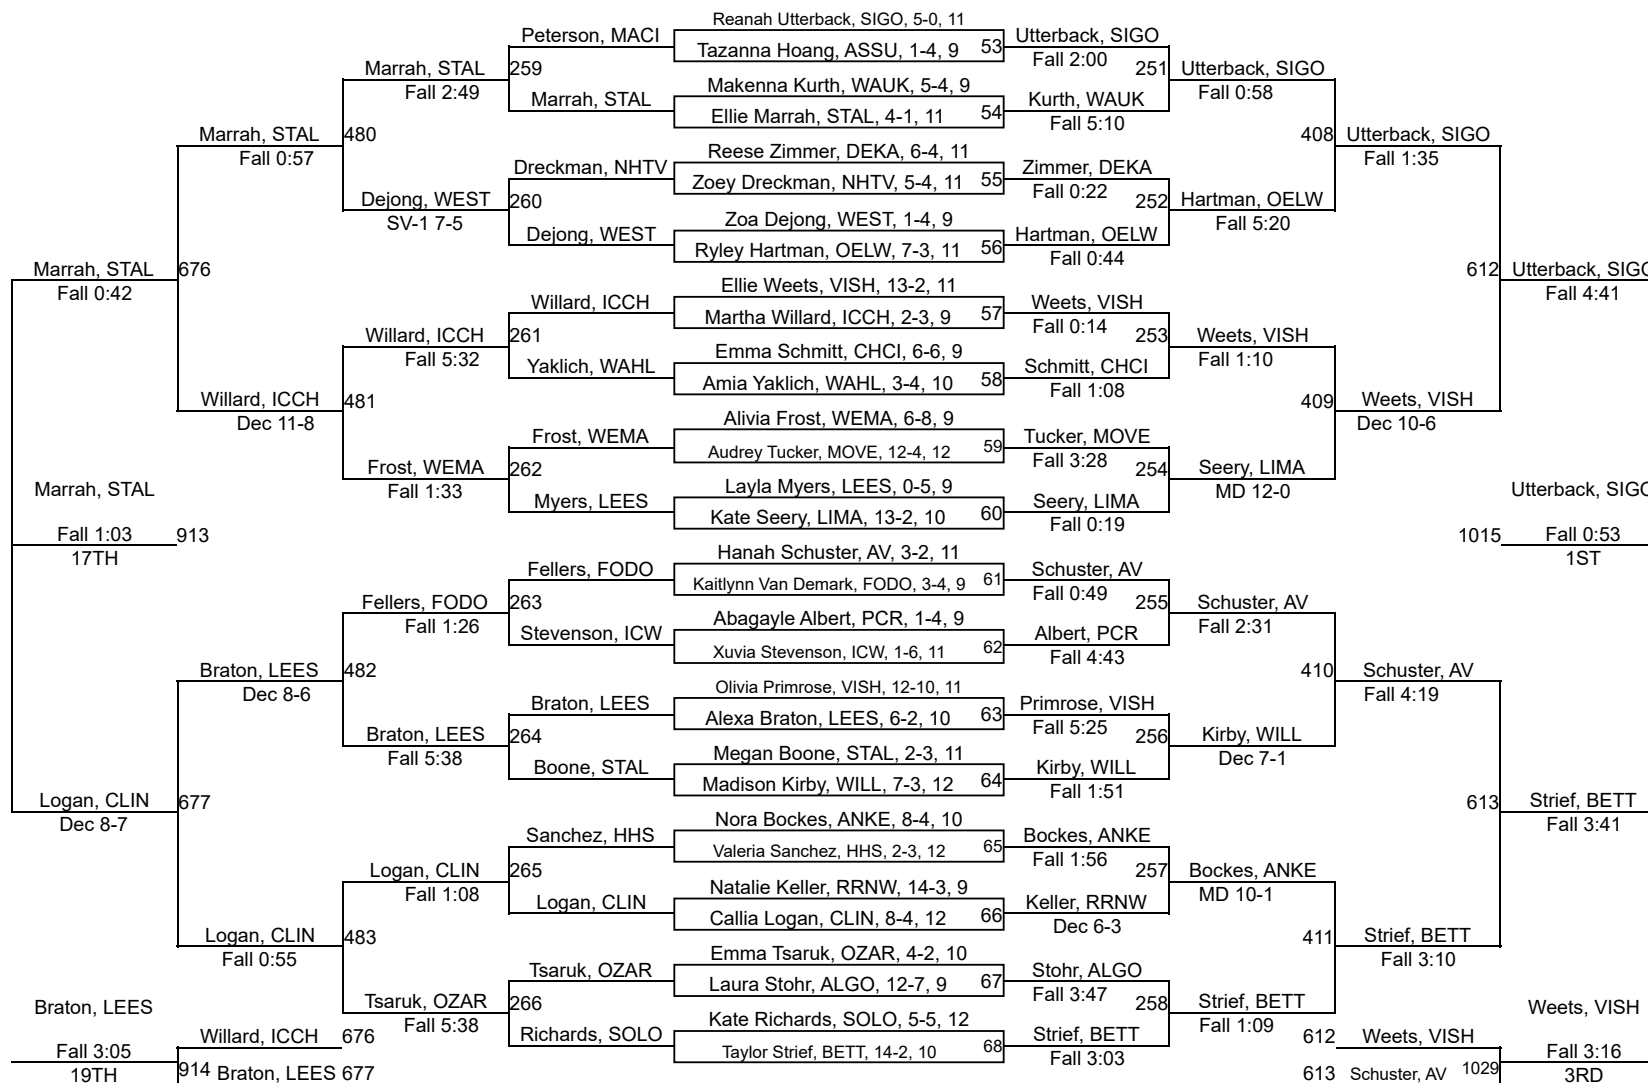 Reanah Utterback, SIGO, 5-0, 11
Peterson, MACI
Tazanna Hoang, ASSU, 1-4, 9
53
Utterback, SIGO
Fall 2:00
Marrah, STAL
259
251
Utterback, SIGO
Fall 2:49
Makenna Kurth, WAUK, 5-4, 9
Fall 0:58
Marrah, STAL
Ellie Marrah, STAL, 4-1, 11
54
Kurth, WAUK
Fall 5:10
Marrah, STAL
480
408
Utterback, SIGO
Fall 0:57
Reese Zimmer, DEKA, 6-4, 11
Fall 1:35
Dreckman, NHTV
Zoey Dreckman, NHTV, 5-4, 11
55
Zimmer, DEKA
Fall 0:22
Dejong, WEST
260
252
Hartman, OELW
SV-1 7-5
Zoa Dejong, WEST, 1-4, 9
Fall 5:20
Dejong, WEST
Ryley Hartman, OELW, 7-3, 11
56
Hartman, OELW
Fall 0:44
Marrah, STAL
676
612
Utterback, SIGO
Fall 0:42
Ellie Weets, VISH, 13-2, 11
Fall 4:41
Willard, ICCH
Martha Willard, ICCH, 2-3, 9
57
Weets, VISH
Fall 0:14
Willard, ICCH
261
253
Weets, VISH
Fall 5:32
Emma Schmitt, CHCI, 6-6, 9
Fall 1:10
Yaklich, WAHL
Amia Yaklich, WAHL, 3-4, 10
58
Schmitt, CHCI
Fall 1:08
Willard, ICCH
481
409
Weets, VISH
Dec 11-8
Alivia Frost, WEMA, 6-8, 9
Dec 10-6
Frost, WEMA
Audrey Tucker, MOVE, 12-4, 12
59
Tucker, MOVE
Fall 3:28
Frost, WEMA
262
254
Seery, LIMA
Fall 1:33
Layla Myers, LEES, 0-5, 9
MD 12-0
Marrah, STAL
Utterback, SIGO
Myers, LEES
Kate Seery, LIMA, 13-2, 10
60
Seery, LIMA
Fall 0:19
Fall 1:03
913
1015
Fall 0:53
17TH
1ST
Hanah Schuster, AV, 3-2, 11
Fellers, FODO
Kaitlynn Van Demark, FODO, 3-4, 9
61
Schuster, AV
Fall 0:49
Fellers, FODO
263
255
Schuster, AV
Fall 1:26
Abagayle Albert, PCR, 1-4, 9
Fall 2:31
Stevenson, ICW
Xuvia Stevenson, ICW, 1-6, 11
62
Albert, PCR
Fall 4:43
Braton, LEES
482
410
Schuster, AV
Dec 8-6
Olivia Primrose, VISH, 12-10, 11
Fall 4:19
Braton, LEES
Alexa Braton, LEES, 6-2, 10
63
Primrose, VISH
Fall 5:25
Braton, LEES
264
256
Kirby, WILL
Fall 5:38
Megan Boone, STAL, 2-3, 11
Dec 7-1
Boone, STAL
Madison Kirby, WILL, 7-3, 12
64
Kirby, WILL
Fall 1:51
Logan, CLIN
677
613
Strief, BETT
Dec 8-7
Nora Bockes, ANKE, 8-4, 10
Fall 3:41
Sanchez, HHS
Valeria Sanchez, HHS, 2-3, 12
65
Bockes, ANKE
Fall 1:56
Logan, CLIN
265
257
Bockes, ANKE
Fall 1:08
Natalie Keller, RRNW, 14-3, 9
MD 10-1
Logan, CLIN
Callia Logan, CLIN, 8-4, 12
66
Keller, RRNW
Dec 6-3
Logan, CLIN
483
411
Strief, BETT
Fall 0:55
Emma Tsaruk, OZAR, 4-2, 10
Fall 3:10
Tsaruk, OZAR
Laura Stohr, ALGO, 12-7, 9
67
Stohr, ALGO
Fall 3:47
Tsaruk, OZAR
266
258
Strief, BETT
Fall 5:38
Kate Richards, SOLO, 5-5, 12
Fall 1:09
Braton, LEES
Weets, VISH
Richards, SOLO
Taylor Strief, BETT, 14-2, 10
68
Strief, BETT
Fall 3:03
Willard, ICCH
676
612
Weets, VISH
Fall 3:05
Fall 3:16
19TH
914
Braton, LEES
677
613
Schuster, AV
1029
3RD